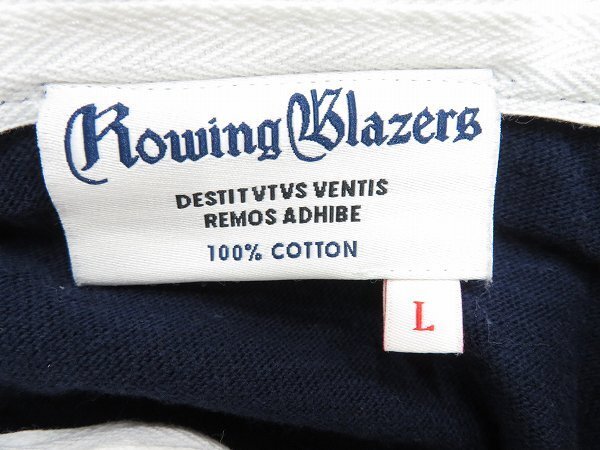 Rowing Blazers
DESTITVTVS VENTIS
REMOS ADHIBE
100% COTTON
L